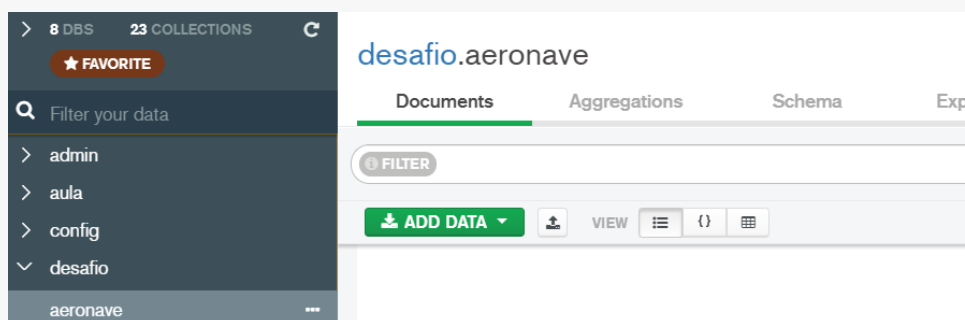 8 DBS 23 COLLECTIONS
FAVORITE
Filter your data
admin
aula
config
desafio
aeronave
desafio.aeronave
Documents Aggregations Schema Exp
FILTER
ADD DATA VIEW {}